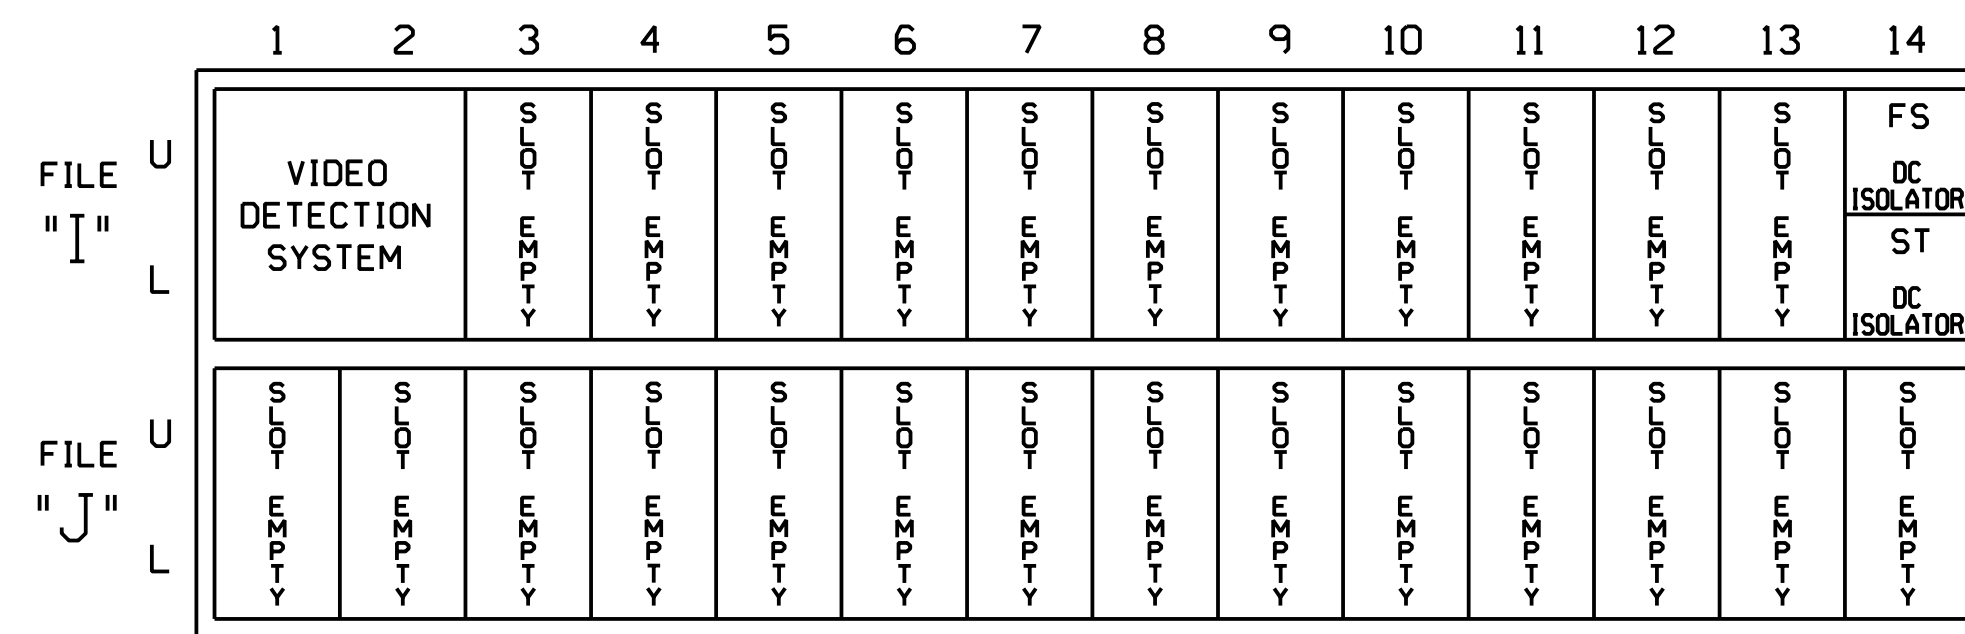 1 2 3 4 5 6 7 8 9 10 11 12 13 14
FILE "I"
U
L
VIDEO
DETECTION
SYSTEM
SLOT EMPTY
SLOT EMPTY
SLOT EMPTY
SLOT EMPTY
SLOT EMPTY
SLOT EMPTY
SLOT EMPTY
SLOT EMPTY
SLOT EMPTY
SLOT EMPTY
SLOT EMPTY
FS
DC
ISOLATOR
ST
DC
ISOLATOR
FILE "J"
U
L
SLOT EMPTY
SLOT EMPTY
SLOT EMPTY
SLOT EMPTY
SLOT EMPTY
SLOT EMPTY
SLOT EMPTY
SLOT EMPTY
SLOT EMPTY
SLOT EMPTY
SLOT EMPTY
SLOT EMPTY
SLOT EMPTY
SLOT EMPTY